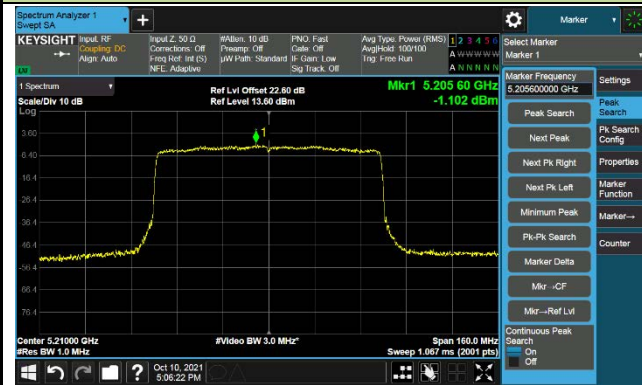 Spectrum Analyzer 1
Swept SA
Marker
KEYSIGHT
Input: RF
Coupling: DC
Align: Auto
Input Z: 50 Ω
Corrections: Off
Freq Ref: Int (S)
NFE: Adaptive
#Atten: 10 dB
Preamp: Off
µW Path: Standard
PNO: Fast
Gate: Off
IF Gain: Low
Sig Track: Off
Avg Type: Power (RMS)
Avg|Hold: 100/100
Trig: Free Run
1 2 3 4 5 6
A W W W W W
A N N N N N
LXI
Select Marker
Marker 1
1 Spectrum
Scale/Div 10 dB
Log
Ref Lvl Offset 22.60 dB
Ref Level 13.60 dBm
Mkr1 5.205 60 GHz
-1.102 dBm
Marker Frequency
5.205600000 GHz
Settings
Peak Search
Peak
Search
Next Peak
Pk Search
Config
Next Pk Right
Properties
Next Pk Left
Marker
Function
Minimum Peak
Marker→
Pk-Pk Search
Counter
Marker Delta
Mkr→CF
Mkr→Ref Lvl
Continuous Peak
Search
On
Off
1
3.60
-6.40
-16.4
-26.4
-36.4
-46.4
-56.4
-66.4
-76.4
Center 5.21000 GHz
#Res BW 1.0 MHz
#Video BW 3.0 MHz*
Span 160.0 MHz
Sweep 1.067 ms (2001 pts)
?
Oct 10, 2021
5:06:22 PM